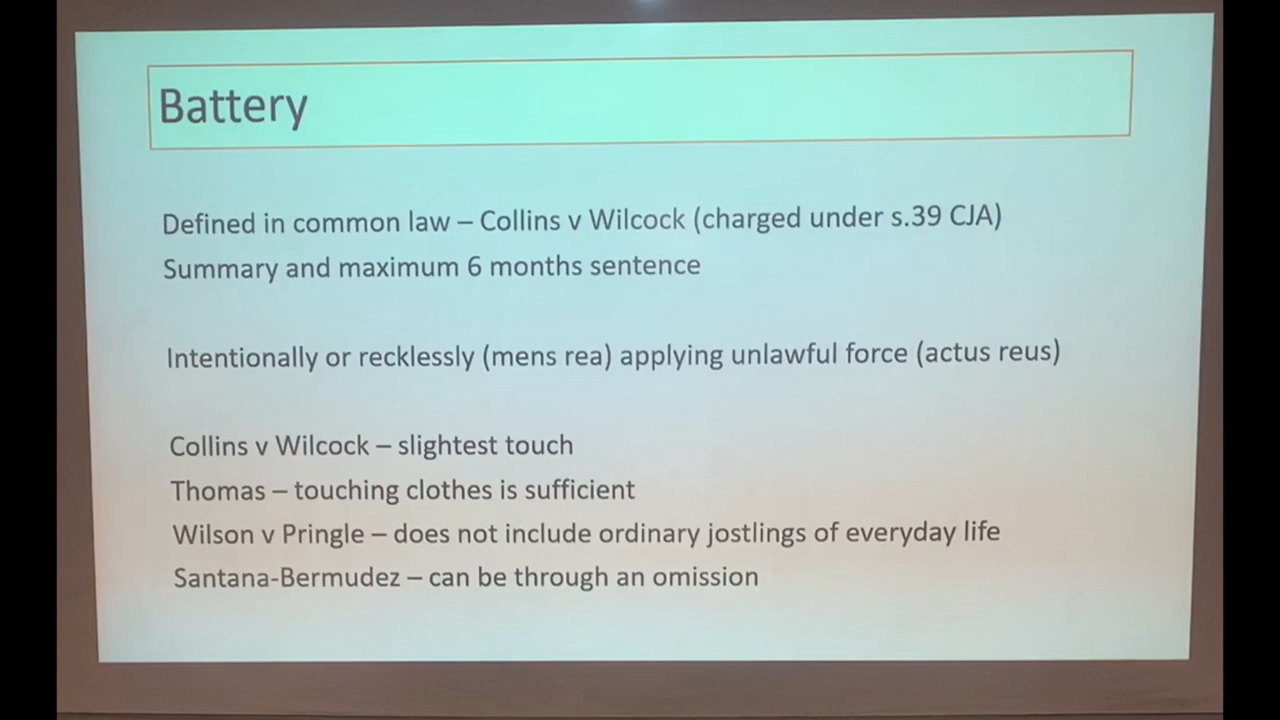 Battery
Defined in common law – Collins v Wilcock (charged under s.39 CJA)
Summary and maximum 6 months sentence
Intentionally or recklessly (mens rea) applying unlawful force (actus reus)
Collins v Wilcock – slightest touch
Thomas – touching clothes is sufficient
Wilson v Pringle – does not include ordinary jostlings of everyday life
Santana-Bermudez – can be through an omission